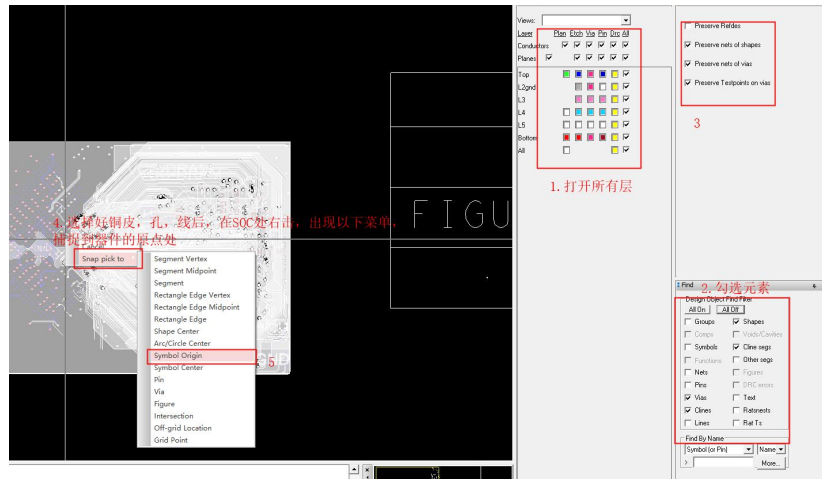 Views:
Layer Plan Etch Via Pin Drc All
Conductors
Planes
Top
L2gnd
L3
L4
L5
Bottom
All
1.打开所有层
Preserve Refdes
Preserve nets of shapes
Preserve nets of vias
Preserve Testpoints on vias
3
FIGU
4.选择好铜皮，孔，线后，在SOC处右击，出现以下菜单，
捕捉到器件的原点处
Cancel
Snap pick to
Segment Vertex
Segment Midpoint
Segment
Rectangle Edge Vertex
Rectangle Edge Midpoint
Rectangle Edge
Shape Center
Arc/Circle Center
Symbol Origin
5
Symbol Center
Pin
Via
Figure
Intersection
Off-grid Location
Grid Point
Find
2.勾选元素
Design Object Find Filter
All On All Off
Groups Shapes
Comps Voids/Cavities
Symbols Cline segs
Functions Other segs
Nets Figures
Pins DRC errors
Vias Text
Clines Ratsnests
Lines Rat Ts
Find By Name
Symbol (or Pin) Name
> More...